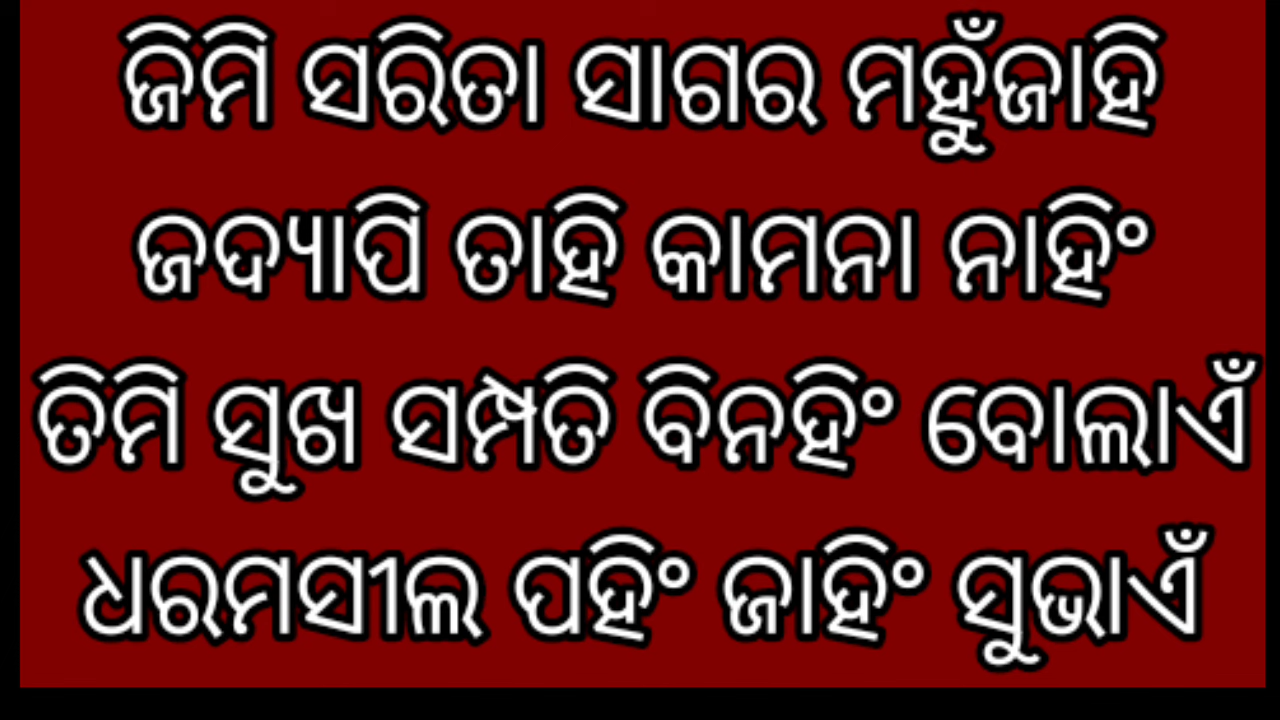 ଜିମି ସରିତା ସାଗର ମହୁଁଜାହି
ଜଦ୍ୟାପି ତାହି କାମନା ନାହିଂ
ତିମି ସୁଖ ସମ୍ପତି ବିନହିଂ ବୋଲାଏଁ
ଧରମସୀଲ ପହିଂ ଜାହିଂ ସୁଭାଏଁ